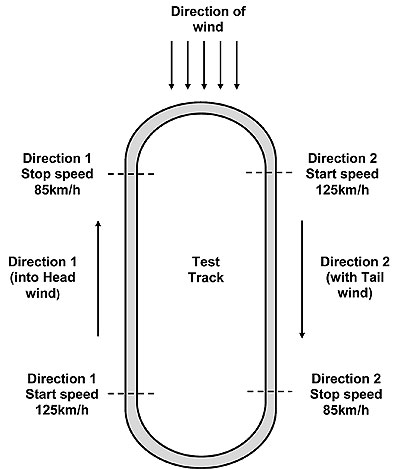 Direction of
wind
Direction 1
Stop speed
85km/h
Direction 2
Start speed
125km/h
Direction 1
(into Head
wind)
Test
Track
Direction 2
(with Tail
wind)
Direction 1
Start speed
125km/h
Direction 2
Stop speed
85km/h